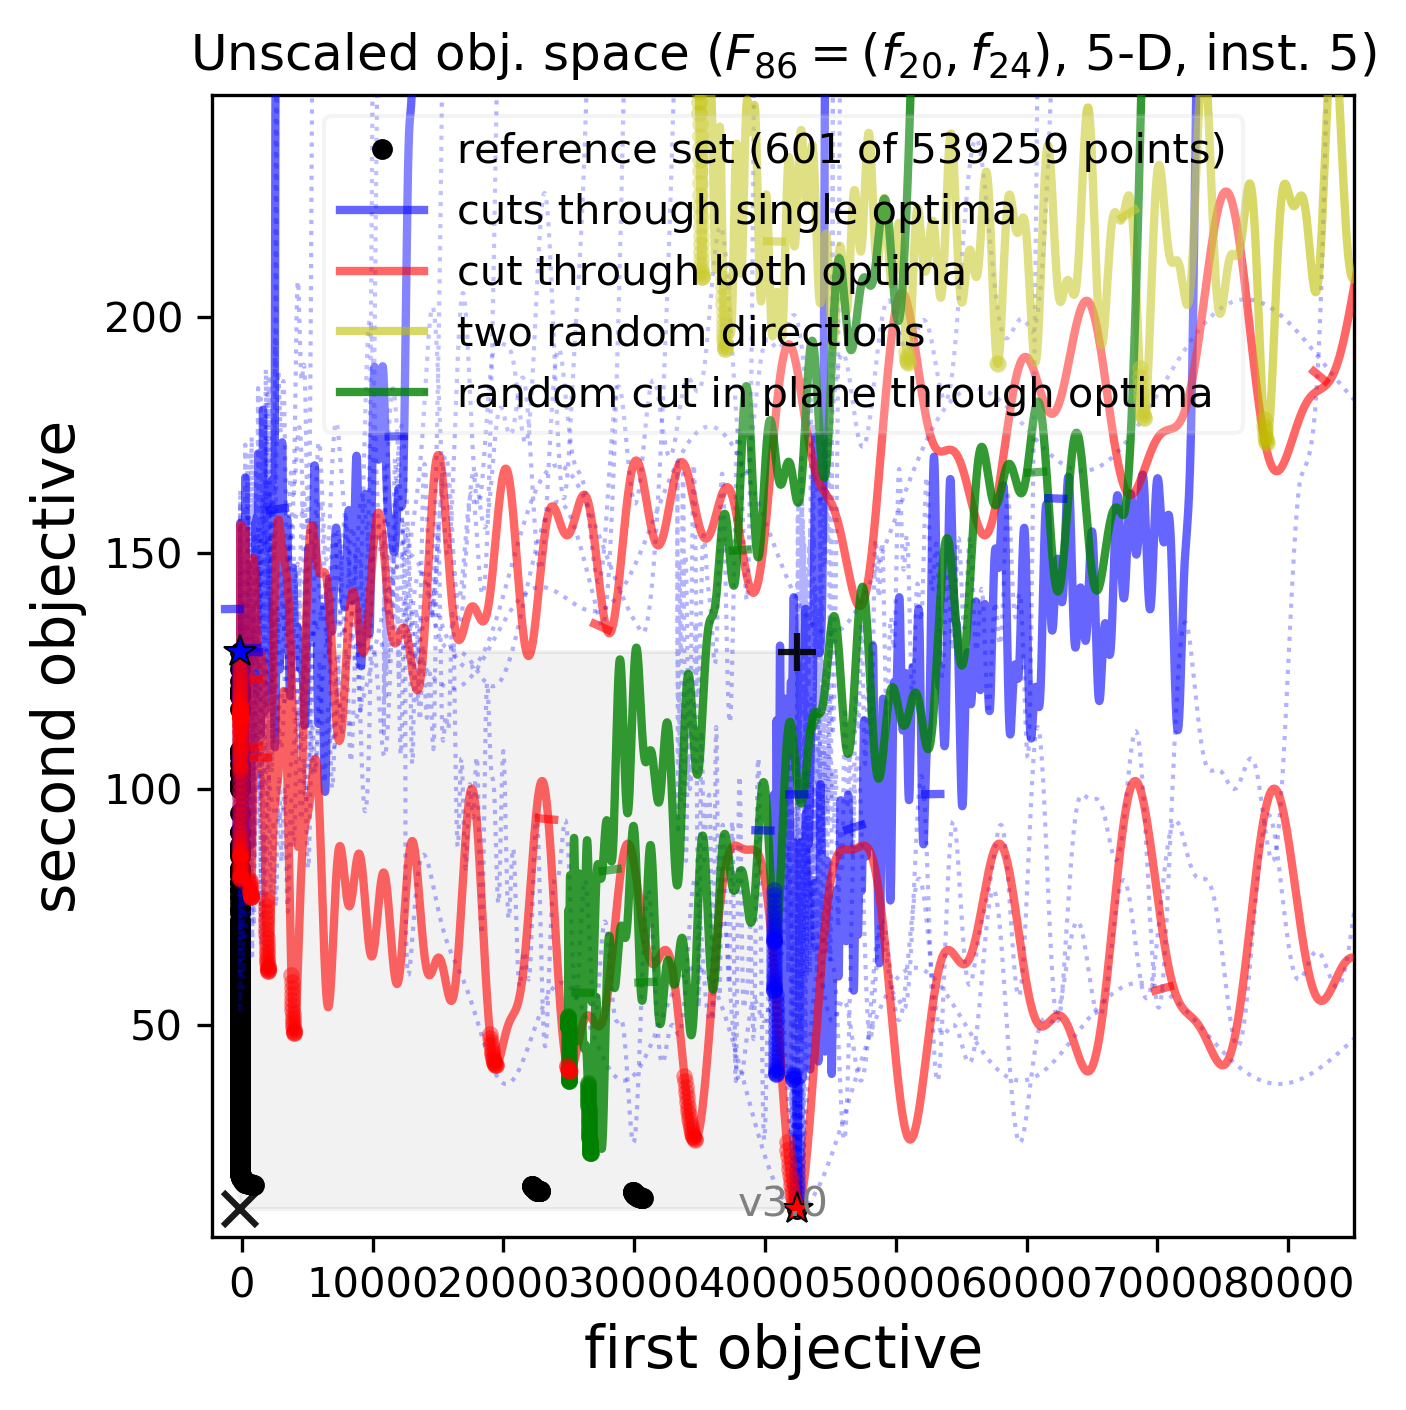 Unscaled obj. space (F86 = (f20, f24), 5-D, inst. 5)
reference set (601 of 539259 points)
cuts through single optima
cut through both optima
two random directions
random cut in plane through optima
200
150
100
50
second objective
0 10000 20000 30000 40000 50000 60000 70000 80000
first objective